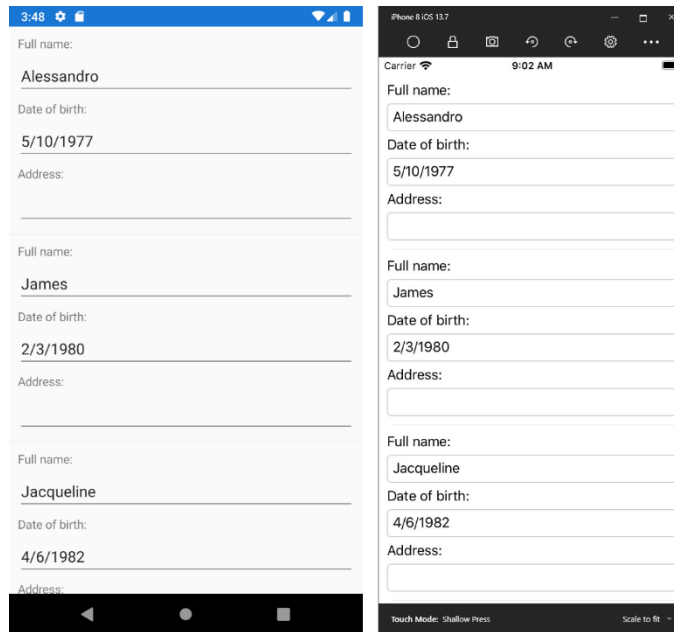 3:48
Full name:
Alessandro
Date of birth:
5/10/1977
Address:
Full name:
James
Date of birth:
2/3/1980
Address:
Full name:
Jacqueline
Date of birth:
4/6/1982
Address:
iPhone 8 iOS 13.7
Carrier 9:02 AM
Full name:
Alessandro
Date of birth:
5/10/1977
Address:
Full name:
James
Date of birth:
2/3/1980
Address:
Full name:
Jacqueline
Date of birth:
4/6/1982
Address:
Touch Mode: Shallow Press Scale to fit